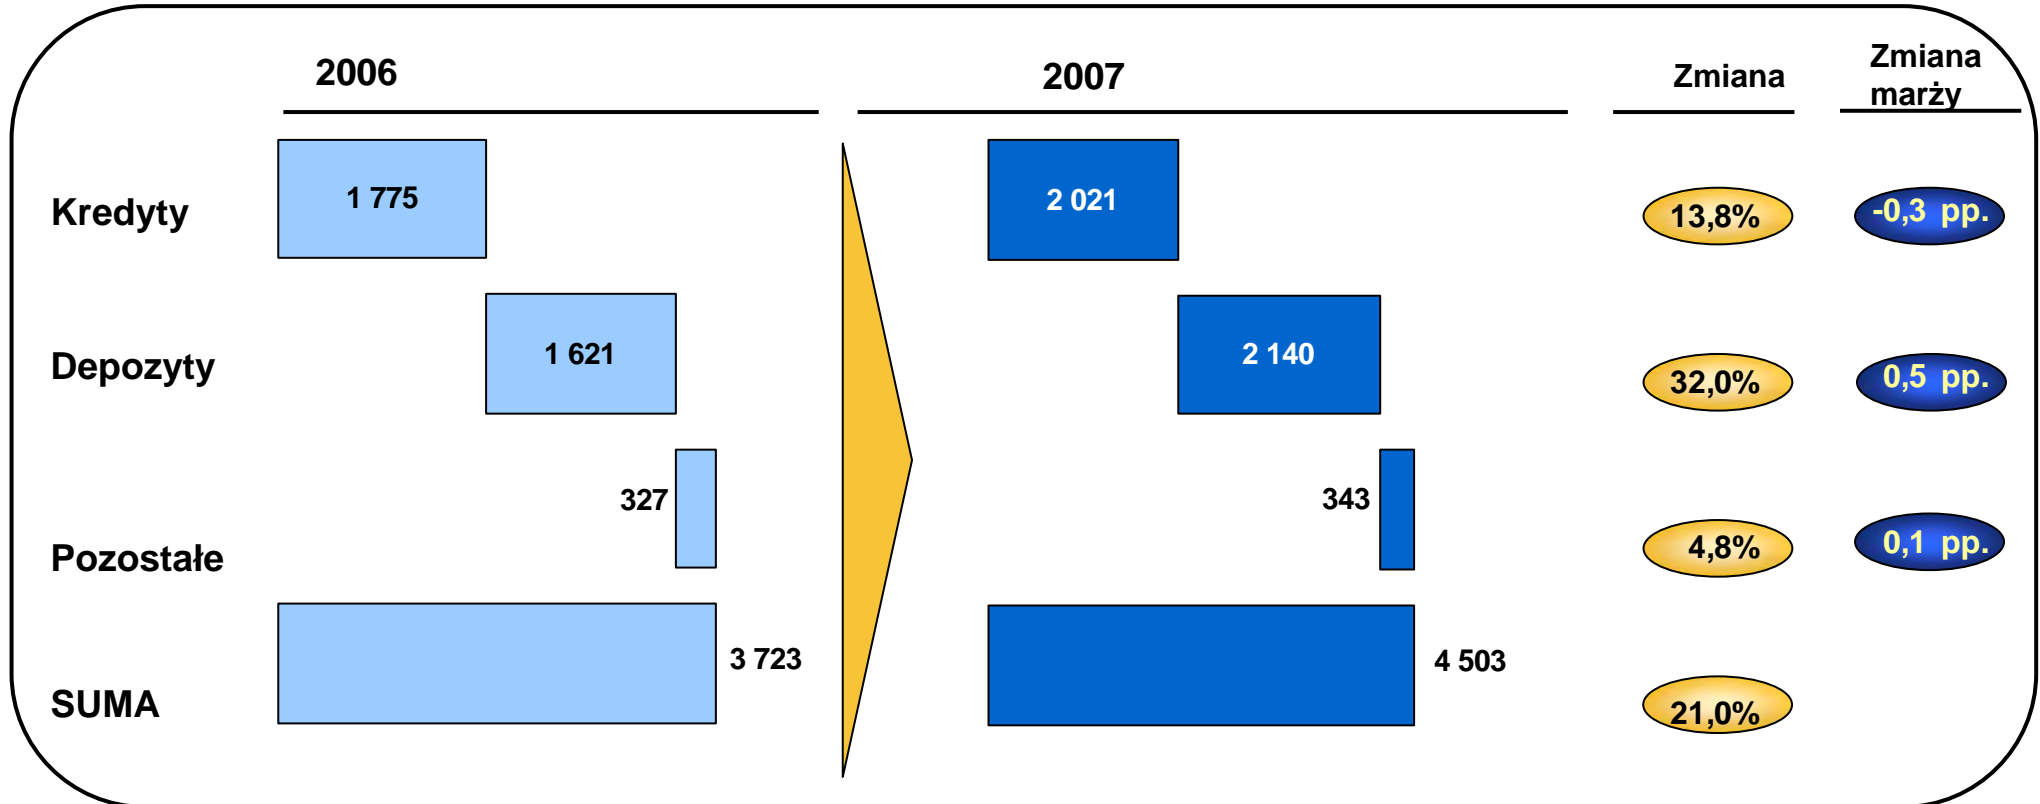 2006
2007
Zmiana
Zmiana
marży
Kredyty
1 775
2 021
13,8%
-0,3 pp.
Depozyty
1 621
2 140
32,0%
0,5 pp.
Pozostałe
327
343
4,8%
0,1 pp.
SUMA
3 723
4 503
21,0%